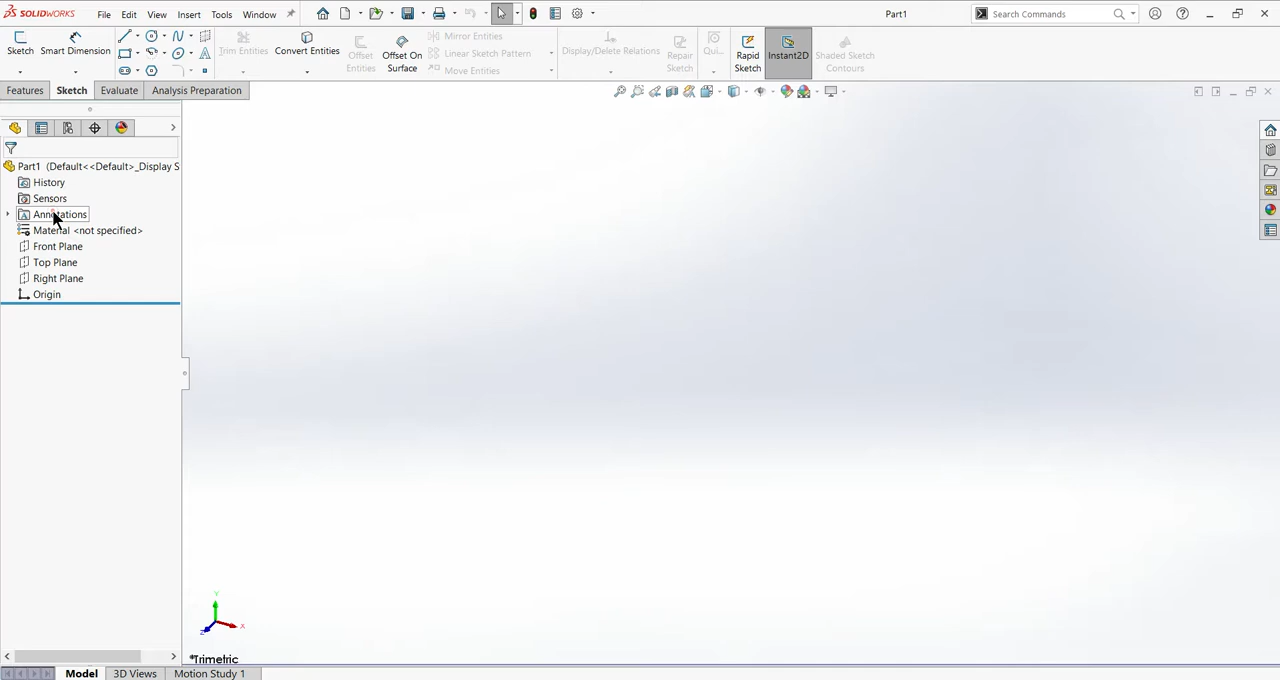 SOLIDWORKS
File Edit View Insert Tools Window
Part1
Search Commands
Sketch
Smart Dimension
Trim Entities
Convert Entities
Offset Entities
Offset On Surface
Mirror Entities
Linear Sketch Pattern
Move Entities
Display/Delete Relations
Repair Sketch
Qui...
Rapid Sketch
Instant2D
Shaded Sketch Contours
Features Sketch Evaluate Analysis Preparation
Part1 (Default<<Default>_Display S
History
Sensors
Annotations
Material <not specified>
Front Plane
Top Plane
Right Plane
Origin
Y
X
Z
*Trimetric
Model 3D Views Motion Study 1